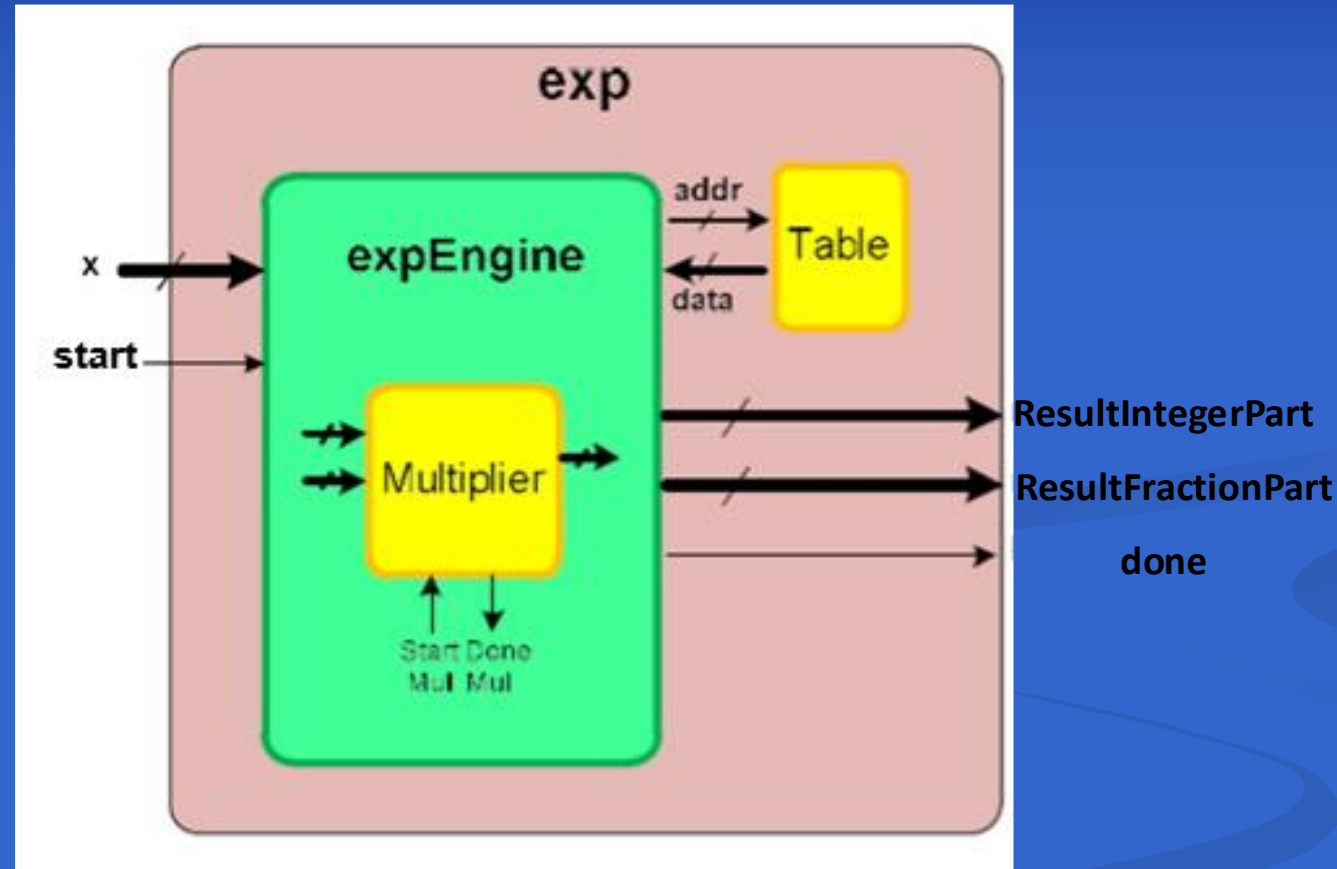 exp
addr
Table
expEngine
x
data
start
ResultIntegerPart
Multiplier
ResultFractionPart
done
Start Done
Mul Mul